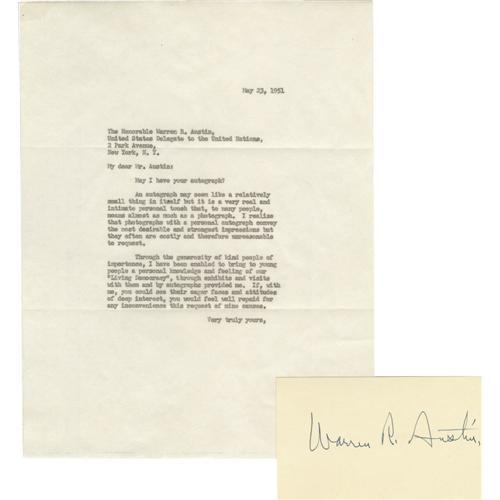 May 23, 1951
The Honorable Warren R. Austin,
United States Delegate to the United Nations,
2 Park Avenue,
New York, N. Y.
My dear Mr. Austin:
May I have your autograph?
An autograph may seem like a relatively
small thing in itself but it is a very real and
intimate personal touch that, to many people,
means almost as much as a photograph. I realize
that photographs with a personal autograph convey
the most desirable and strongest impressions but
they often are costly and therefore unreasonable
to request.
Through the generosity of kind people of
importance, I have been enabled to bring to young
people a personal knowledge and feeling of our
"Living Democracy", through exhibits and visits
with them and by autographs provided me. If, with
me, you could see their eager faces and attitudes
of deep interest, you would feel well repaid for
any inconvenience this request of mine causes.
Very truly yours,
Warren R. Austin.